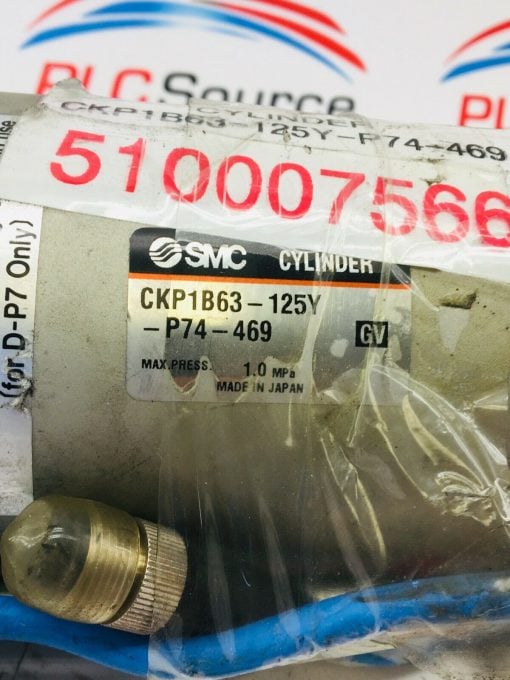 PLCSource
PLC
CYLINDER
CKP1B63-125Y-P74-469
510007566
(for D-P7 Only)
SMC CYLINDER
CKP1B63-125Y
-P74-469 GV
MAX.PRESS. 1.0 MPa
MADE IN JAPAN